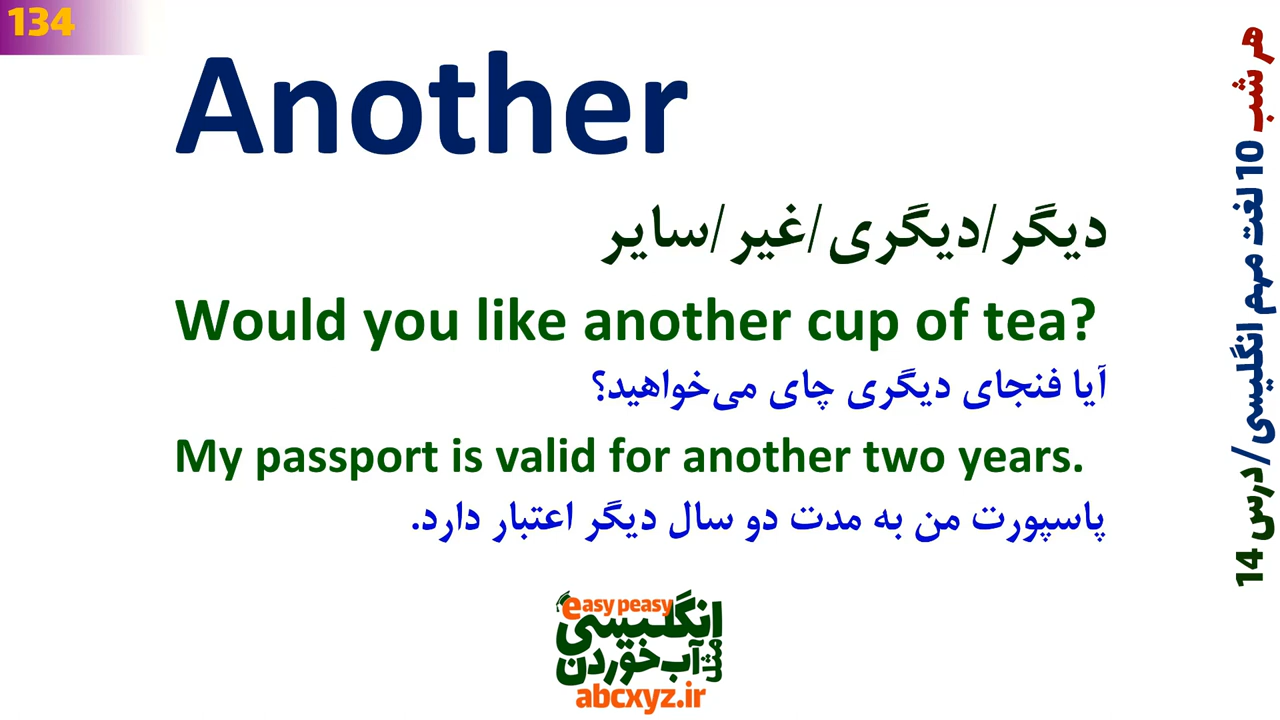 134
Another
دیگر/دیگری/غیر/سایر
Would you like another cup of tea?
آیا فنجای دیگری چای می‌خواهید؟
My passport is valid for another two years.
پاسپورت من به مدت دو سال دیگر اعتبار دارد.
هر شب 10 لغت مهم انگلیسی/درس 14
easy peasy
انگلیسی
مثل آب خوردن
abcxyz.ir